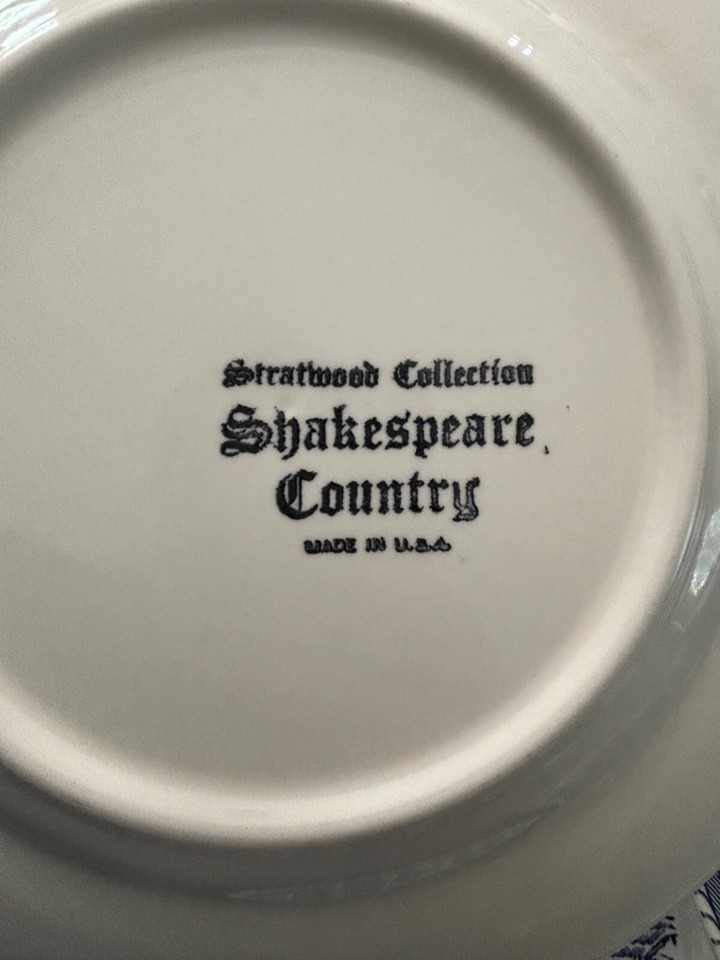 Stratwood Collection
Shakespeare
Country
MADE IN U.S.A.